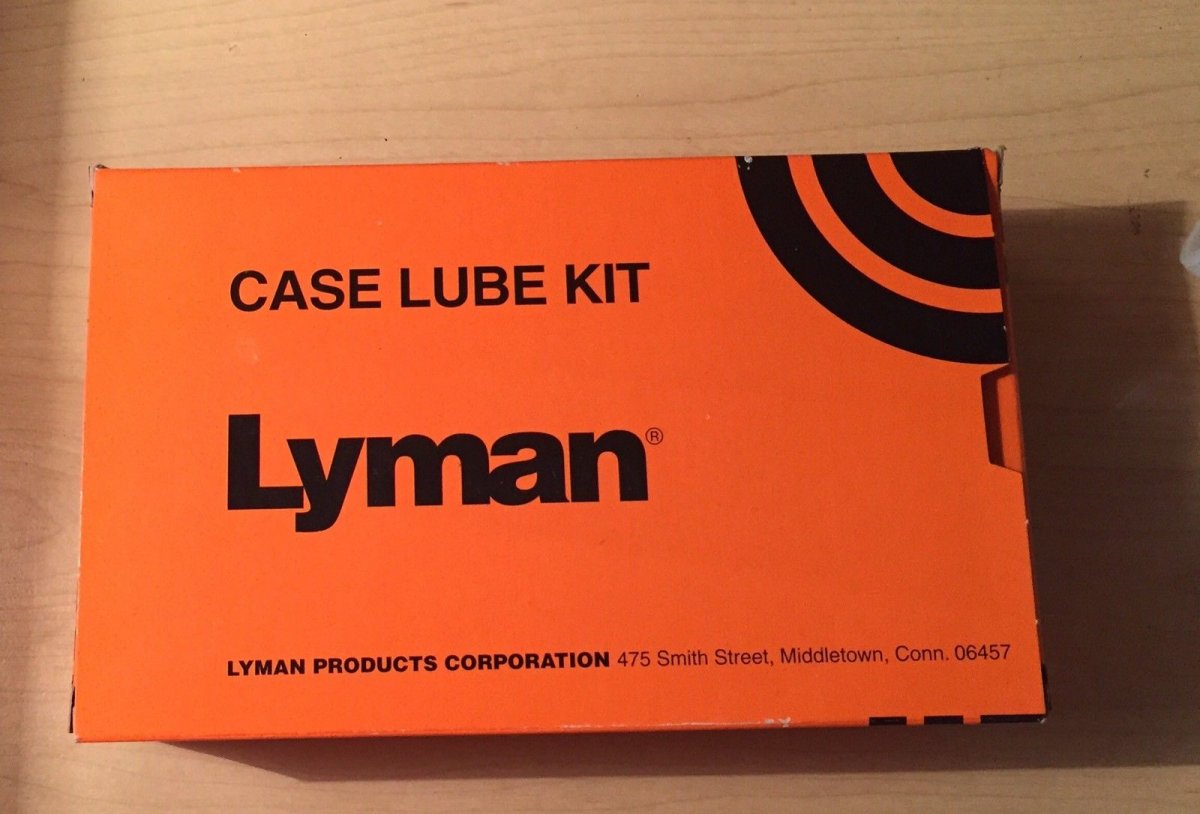 CASE LUBE KIT
Lyman®
LYMAN PRODUCTS CORPORATION 475 Smith Street, Middletown, Conn. 06457